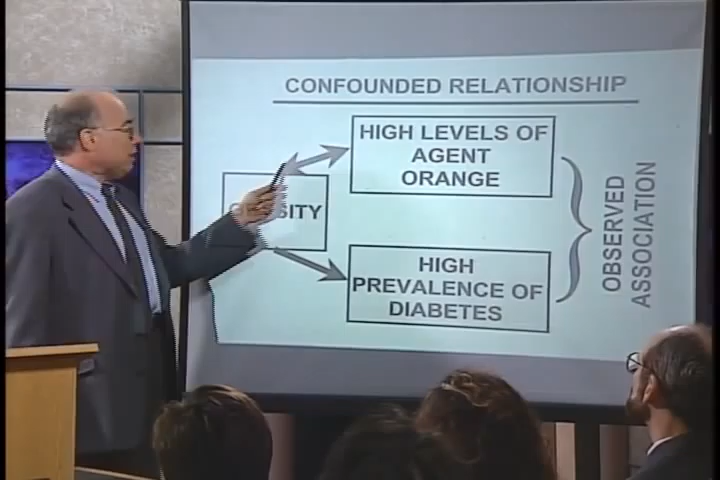 CONFOUNDED RELATIONSHIP
HIGH LEVELS OF
AGENT
ORANGE
HIGH
PREVALENCE OF
DIABETES
OBSERVED
ASSOCIATION